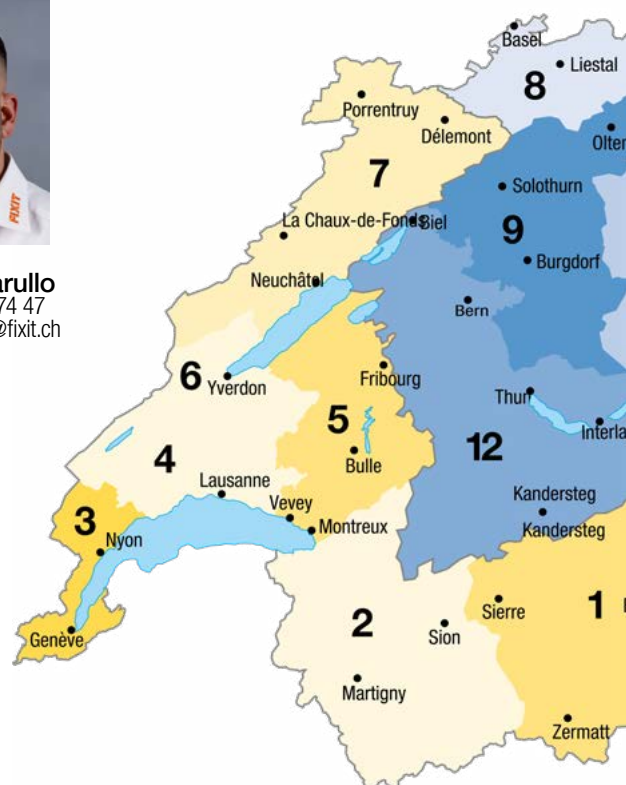 FIXIT
arullo
74 47
@fixit.ch
Basel
Liestal
8
Porrentruy
Délemont
Olten
7
Solothurn
La Chaux-de-Fonds
Biel
9
Burgdorf
Neuchâtel
Bern
6
Yverdon
Fribourg
Thun
5
Interla
4
12
Bulle
Lausanne
Kandersteg
Vevey
3
Montreux
Kandersteg
Nyon
Sierre
1
2
Genève
Sion
Martigny
Zermatt